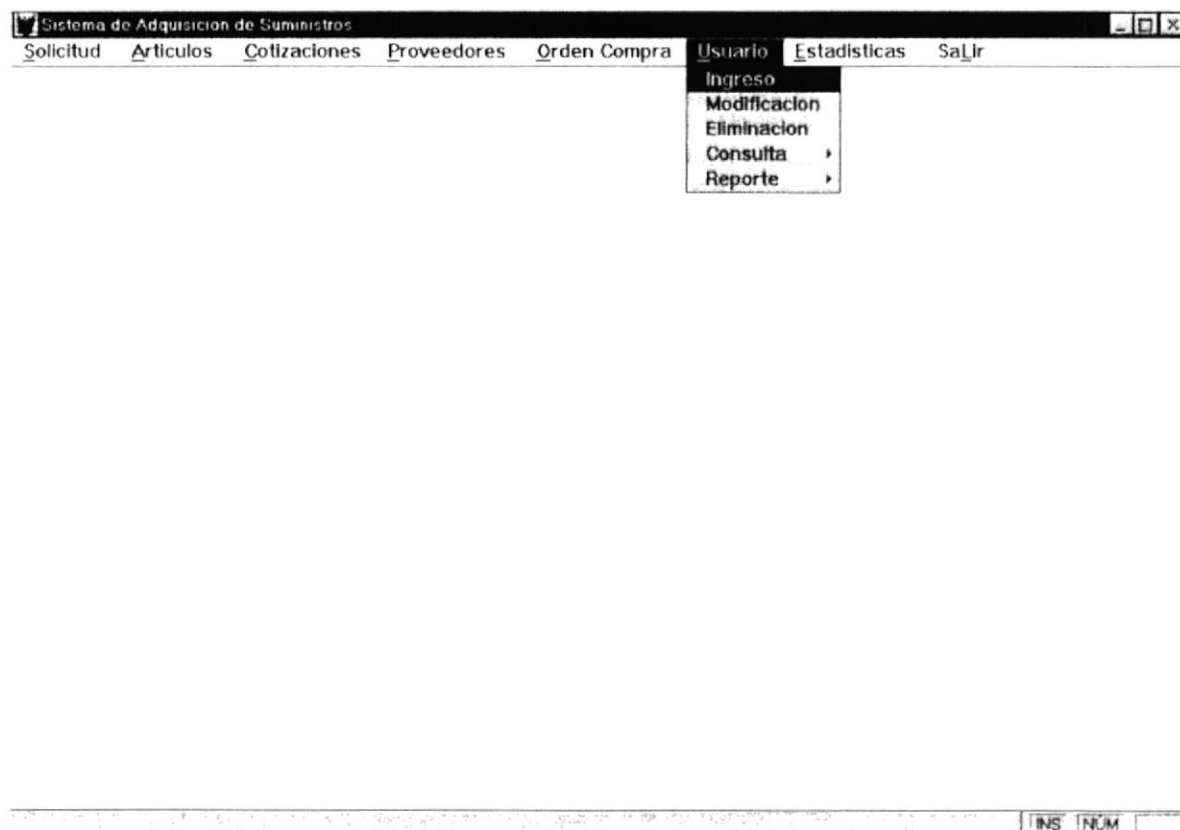 Sistema de Adquisicion de Suministros
Solicitud Articulos Cotizaciones Proveedores Orden Compra Usuario Estadisticas SaLir
Ingreso
Modificacion
Eliminacion
Consulta
Reporte
INS NUM